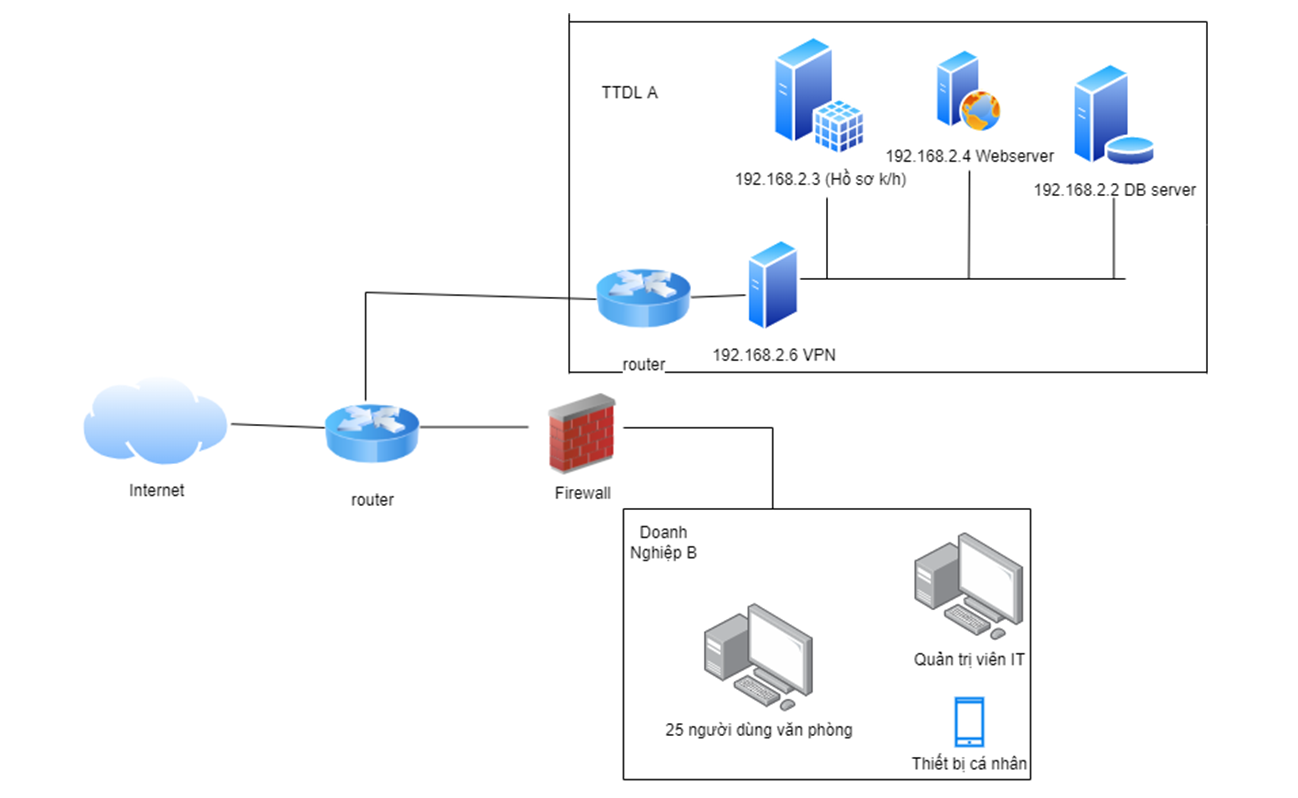 TTDL A
192.168.2.4 Webserver
192.168.2.3 (Hồ sơ k/h)
192.168.2.2 DB server
192.168.2.6 VPN
router
Internet
router
Firewall
Doanh
Nghiệp B
Quản trị viên IT
25 người dùng văn phòng
Thiết bị cá nhân